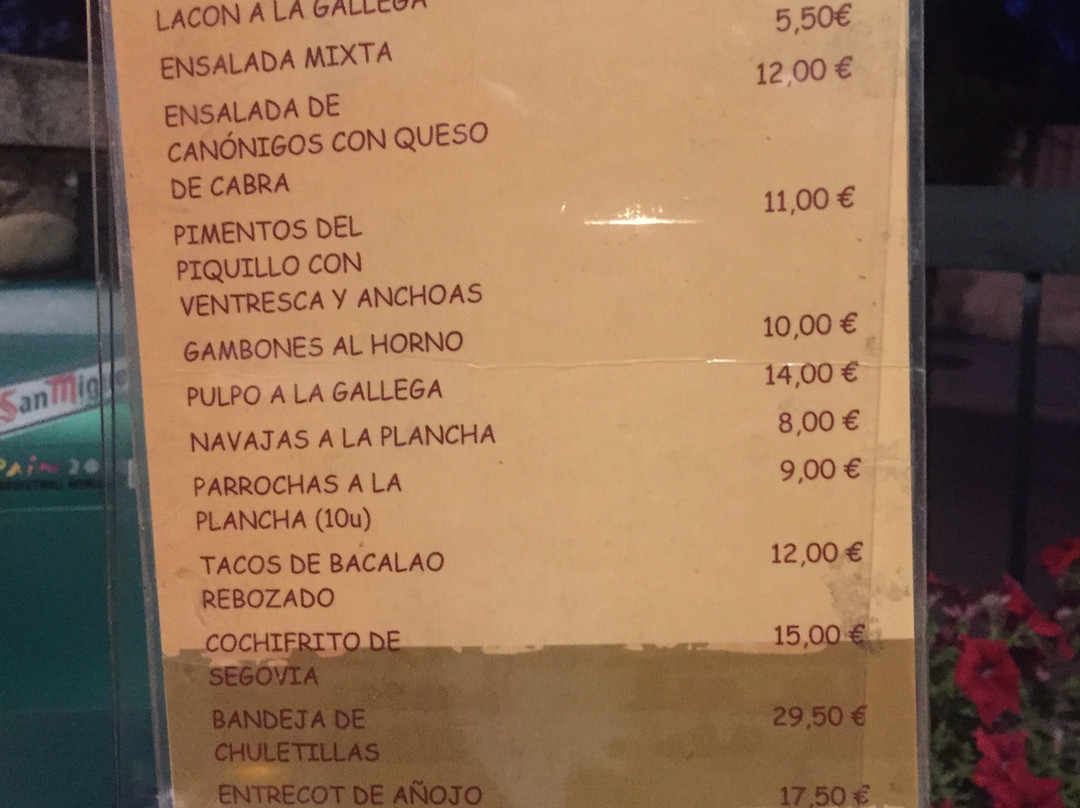 LACON A LA GALLEGA
ENSALADA MIXTA 5,50€
ENSALADA DE 12,00 €
CANÓNIGOS CON QUESO
DE CABRA
PIMENTOS DEL 11,00 €
PIQUILLO CON
VENTRESCA Y ANCHOAS
GAMBONES AL HORNO 10,00 €
PULPO A LA GALLEGA 14,00 €
NAVAJAS A LA PLANCHA 8,00 €
PARROCHAS A LA 9,00 €
PLANCHA (10u)
TACOS DE BACALAO 12,00 €
REBOZADO
COCHIFRITO DE 15,00 €
SEGOVIA
BANDEJA DE 29,50 €
CHULETILLAS
ENTRECOT DE AÑOJO 17,50 €
San Migue